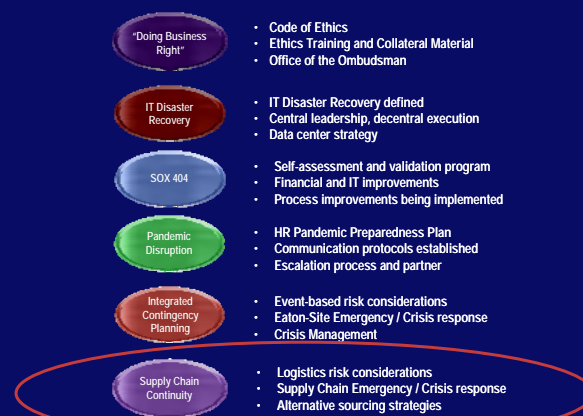 “Doing Business
Right”
• Code of Ethics
• Ethics Training and Collateral Material
• Office of the Ombudsman
IT Disaster
Recovery
• IT Disaster Recovery defined
• Central leadership, decentral execution
• Data center strategy
SOX 404
• Self-assessment and validation program
• Financial and IT improvements
• Process improvements being implemented
Pandemic
Disruption
• HR Pandemic Preparedness Plan
• Communication protocols established
• Escalation process and partner
Integrated
Contingency
Planning
• Event-based risk considerations
• Eaton-Site Emergency / Crisis response
• Crisis Management
Supply Chain
Continuity
• Logistics risk considerations
• Supply Chain Emergency / Crisis response
• Alternative sourcing strategies